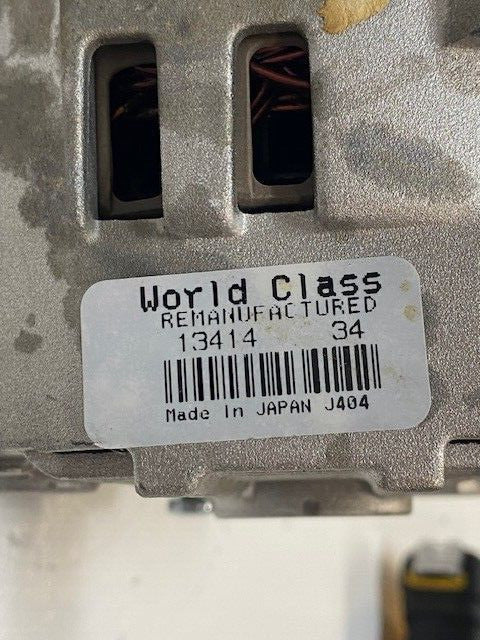 World Class
REMANUFACTURED
13414 34
Made In JAPAN J404